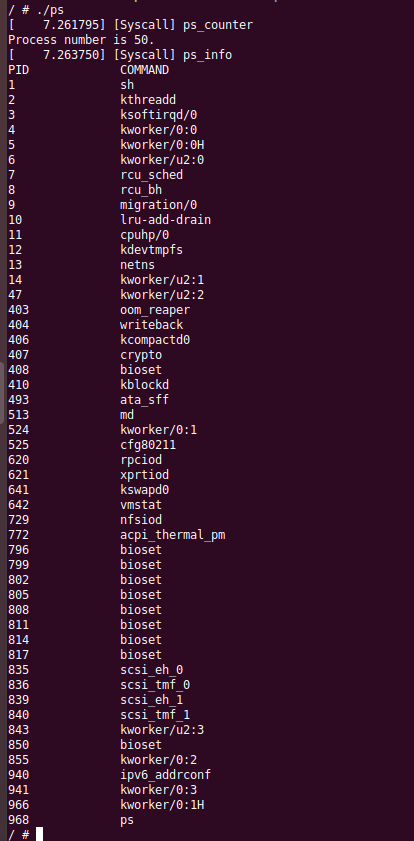 / # ./ps
[    7.261795] [Syscall] ps_counter
Process number is 50.
[    7.263750] [Syscall] ps_info
PID             COMMAND
1               sh
2               kthreadd
3               ksoftirqd/0
4               kworker/0:0
5               kworker/0:0H
6               kworker/u2:0
7               rcu_sched
8               rcu_bh
9               migration/0
10              lru-add-drain
11              cpuhp/0
12              kdevtmpfs
13              netns
14              kworker/u2:1
47              kworker/u2:2
403             oom_reaper
404             writeback
406             kcompactd0
407             crypto
408             bioset
410             kblockd
493             ata_sff
513             md
524             kworker/0:1
525             cfg80211
620             rpciod
621             xprtiod
641             kswapd0
642             vmstat
729             nfsiod
772             acpi_thermal_pm
796             bioset
799             bioset
802             bioset
805             bioset
808             bioset
811             bioset
814             bioset
817             bioset
835             scsi_eh_0
836             scsi_tmf_0
839             scsi_eh_1
840             scsi_tmf_1
843             kworker/u2:3
850             bioset
855             kworker/0:2
940             ipv6_addrconf
941             kworker/0:3
966             kworker/0:1H
968             ps
/ #